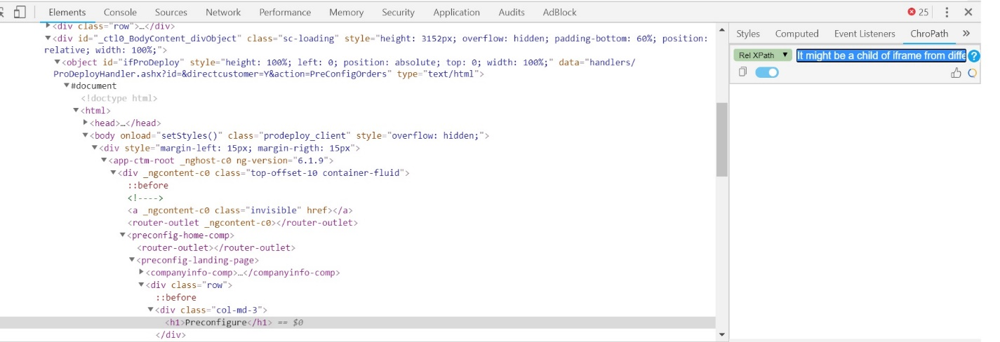 Elements Console Sources Network Performance Memory Security Application Audits AdBlock 25
<div class="row">…</div>
<div id="_ctl0_BodyContent_divObject" class="sc-loading" style="height: 3152px; overflow: hidden; padding-bottom: 60%; position:
relative; width: 100%;">
<object id="ifProDeploy" style="height: 100%; left: 0; position: absolute; top: 0; width: 100%;" data="handlers/
ProDeployHandler.ashx?id=&directcustomer=Y&action=PreConfigOrders" type="text/html">
#document
<!doctype html>
<html>
<head>…</head>
<body onload="setStyles()" class="prodeploy_client" style="overflow: hidden;">
<div style="margin-left: 15px; margin-rigth: 15px">
<app-ctm-root _nghost-c0 ng-version="6.1.9">
<div _ngcontent-c0 class="top-offset-10 container-fluid">
::before
<!---->
<a _ngcontent-c0 class="invisible" href></a>
<router-outlet _ngcontent-c0></router-outlet>
<preconfig-home-comp>
<router-outlet></router-outlet>
<preconfig-landing-page>
<companyinfo-comp>…</companyinfo-comp>
<div class="row">
::before
<div class="col-md-3">
<h1>Preconfigure</h1> == $0
</div>
Styles Computed Event Listeners ChroPath »
Rel XPath ▼ It might be a child of iframe from diffe ?